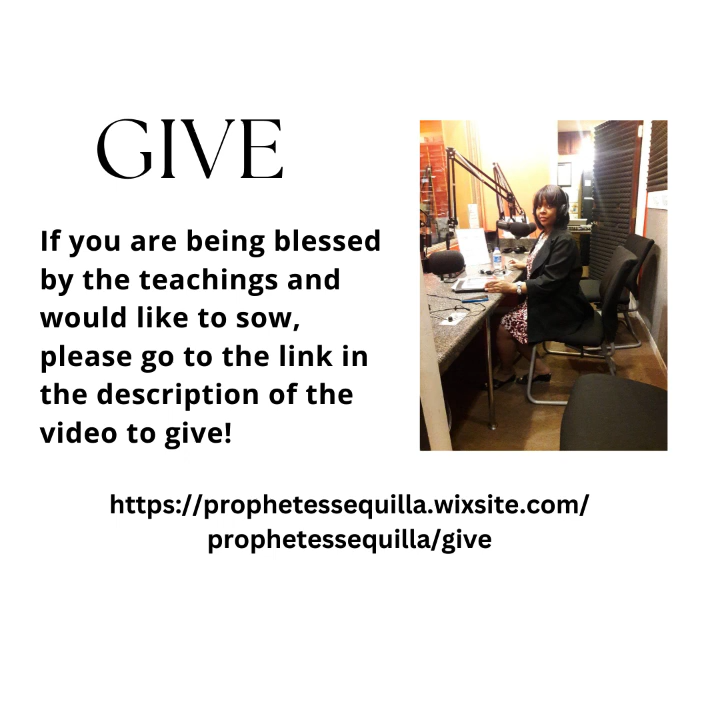 GIVE
If you are being blessed
by the teachings and
would like to sow,
please go to the link in
the description of the
video to give!
https://prophetessequilla.wixsite.com/
prophetessequilla/give